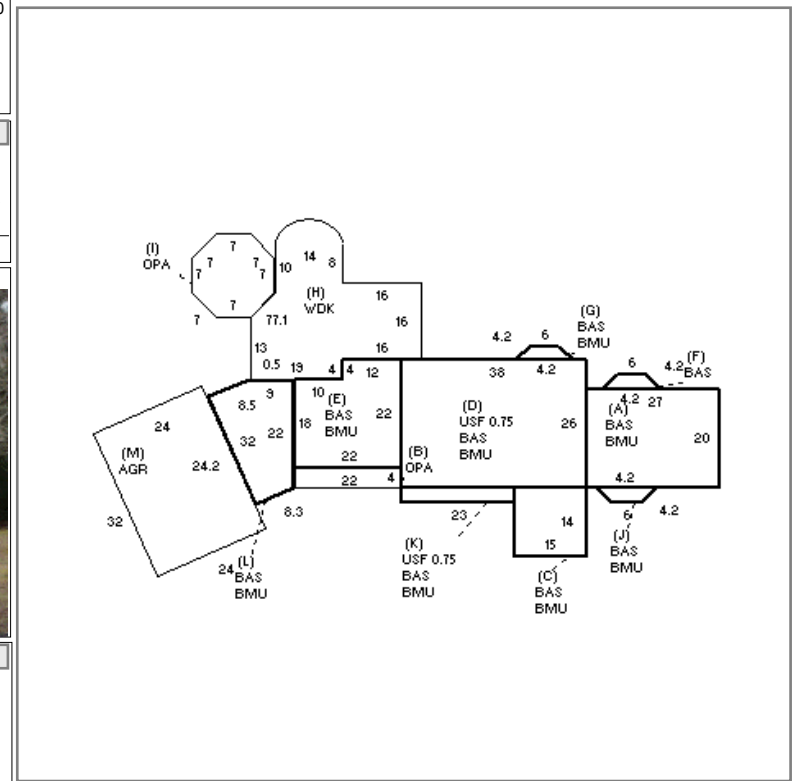 7
7
7
7
7
7
7
7
(I)
OPA
10
14
8
(H)
WDK
16
16
16
77.1
13
0.5
19
4
4
12
(G)
BAS
BMU
4.2
6
4.2
38
(F)
BAS
6
4.2
4.2
27
(A)
BAS
BMU
20
4.2
9
8.5
32
22
10
18
(E)
BAS
BMU
22
22
22
4
(B)
OPA
(D)
USF 0.75
BAS
BMU
26
24
(M)
AGR
24.2
32
24
8.3
(L)
BAS
BMU
23
(K)
USF 0.75
BAS
BMU
14
15
(C)
BAS
BMU
6
4.2
(J)
BAS
BMU